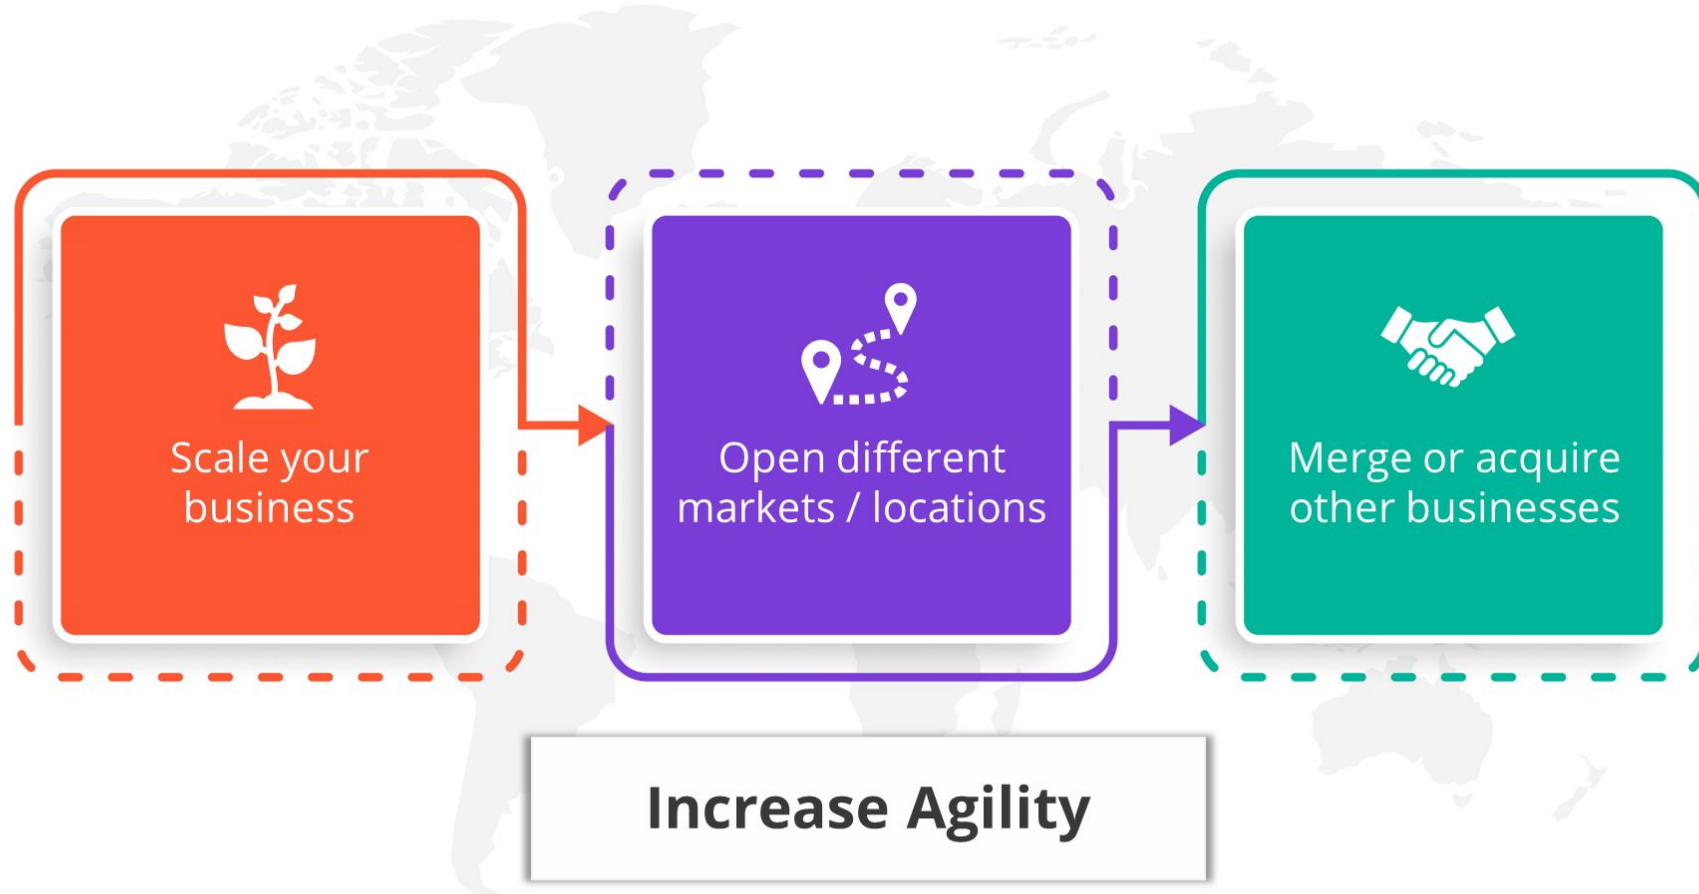 Scale your
business
Open different
markets / locations
Merge or acquire
other businesses
Increase Agility